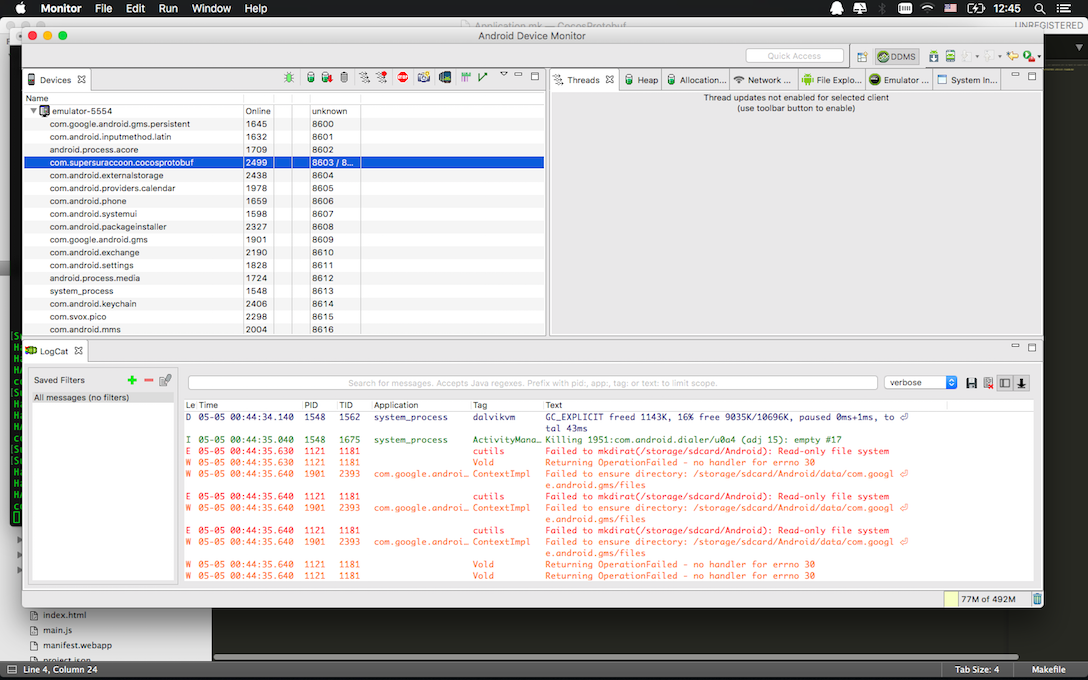 Monitor File Edit Run Window Help 12:45
Application.mk — CocosProtobuf
UNREGISTERED
Android Device Monitor
Quick Access
DDMS
Devices
Name
emulator-5554 Online unknown
com.google.android.gms.persistent 1645 8600
com.android.inputmethod.latin 1632 8601
android.process.acore 1709 8602
com.supersuraccoon.cocosprotobuf 2499 8603 / 8...
com.android.externalstorage 2438 8604
com.android.providers.calendar 1978 8605
com.android.phone 1659 8606
com.android.systemui 1598 8607
com.android.packageinstaller 2327 8608
com.google.android.gms 1901 8609
com.android.exchange 2190 8610
com.android.settings 1828 8611
android.process.media 1724 8612
system_process 1548 8613
com.android.keychain 2406 8614
com.svox.pico 2298 8615
com.android.mms 2004 8616
Threads Heap Allocation... Network ... File Explo... Emulator ... System In...
Thread updates not enabled for selected client
(use toolbar button to enable)
LogCat
Saved Filters
All messages (no filters)
Search for messages. Accepts Java regexes. Prefix with pid:, app:, tag: or text: to limit scope.
verbose
Le Time PID TID Application Tag Text
D 05-05 00:44:34.140 1548 1562 system_process dalvikvm GC_EXPLICIT freed 1143K, 16% free 9035K/10696K, paused 0ms+1ms, to
tal 43ms
I 05-05 00:44:35.040 1548 1675 system_process ActivityMana… Killing 1951:com.android.dialer/u0a4 (adj 15): empty #17
E 05-05 00:44:35.630 1121 1181 cutils Failed to mkdirat(/storage/sdcard/Android): Read-only file system
W 05-05 00:44:35.630 1121 1181 Vold Returning OperationFailed - no handler for errno 30
W 05-05 00:44:35.640 1901 2393 com.google.androi… ContextImpl Failed to ensure directory: /storage/sdcard/Android/data/com.googl
e.android.gms/files
E 05-05 00:44:35.640 1121 1181 cutils Failed to mkdirat(/storage/sdcard/Android): Read-only file system
W 05-05 00:44:35.640 1901 2393 com.google.androi… ContextImpl Failed to ensure directory: /storage/sdcard/Android/data/com.googl
e.android.gms/files
E 05-05 00:44:35.640 1121 1181 cutils Failed to mkdirat(/storage/sdcard/Android): Read-only file system
W 05-05 00:44:35.640 1901 2393 com.google.androi… ContextImpl Failed to ensure directory: /storage/sdcard/Android/data/com.googl
e.android.gms/files
W 05-05 00:44:35.640 1121 1181 Vold Returning OperationFailed - no handler for errno 30
W 05-05 00:44:35.640 1121 1181 Vold Returning OperationFailed - no handler for errno 30
77M of 492M
index.html
main.js
manifest.webapp
project.json
Line 4, Column 24 Tab Size: 4 Makefile